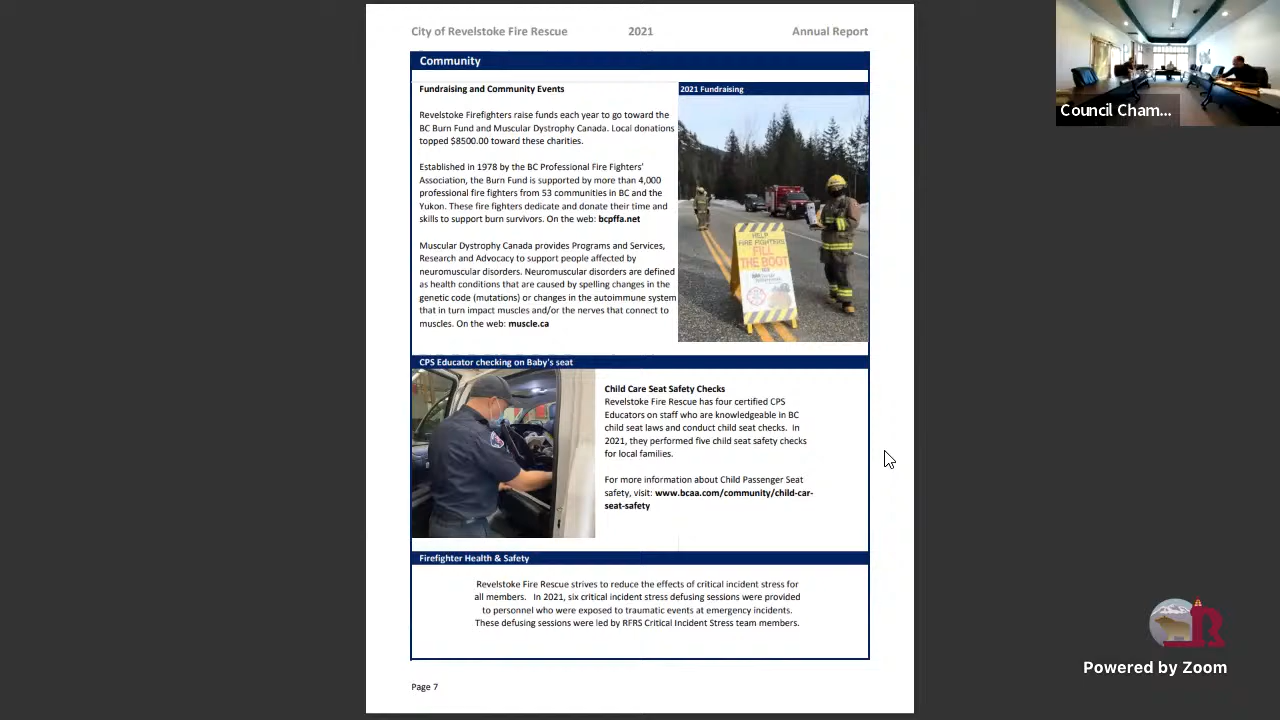 City of Revelstoke Fire Rescue 2021 Annual Report
Community
Fundraising and Community Events
Revelstoke Firefighters raise funds each year to go toward the
BC Burn Fund and Muscular Dystrophy Canada. Local donations
topped $8500.00 toward these charities.
Established in 1978 by the BC Professional Fire Fighters'
Association, the Burn Fund is supported by more than 4,000
professional fire fighters from 53 communities in BC and the
Yukon. These fire fighters dedicate and donate their time and
skills to support burn survivors. On the web: bcpffa.net
Muscular Dystrophy Canada provides Programs and Services,
Research and Advocacy to support people affected by
neuromuscular disorders. Neuromuscular disorders are defined
as health conditions that are caused by spelling changes in the
genetic code (mutations) or changes in the autoimmune system
that in turn impact muscles and/or the nerves that connect to
muscles. On the web: muscle.ca
2021 Fundraising
HELP
FIRE FIGHTERS
FILL
THE BOOT
CPS Educator checking on Baby's seat
Child Care Seat Safety Checks
Revelstoke Fire Rescue has four certified CPS
Educators on staff who are knowledgeable in BC
child seat laws and conduct child seat checks. In
2021, they performed five child seat safety checks
for local families.
For more information about Child Passenger Seat
safety, visit: www.bcaa.com/community/child-car-
seat-safety
Firefighter Health & Safety
Revelstoke Fire Rescue strives to reduce the effects of critical incident stress for
all members. In 2021, six critical incident stress defusing sessions were provided
to personnel who were exposed to traumatic events at emergency incidents.
These defusing sessions were led by RFRS Critical Incident Stress team members.
Page 7
Council Cham...
R
Powered by Zoom